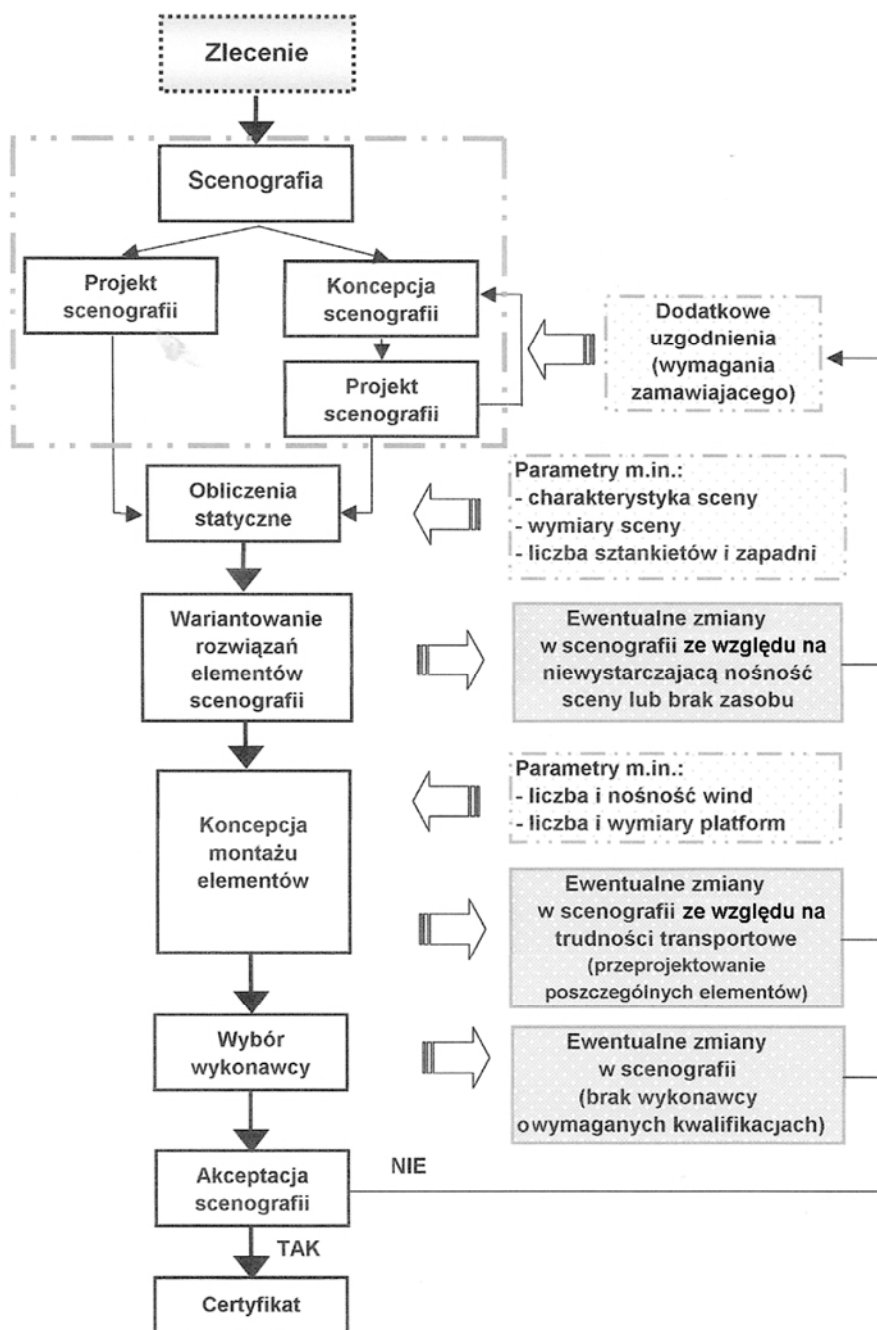 Zlecenie
Scenografia
Projekt
scenografii
Koncepcja
scenografii
Projekt
scenografii
Dodatkowe
uzgodnienia
(wymagania
zamawiajacego)
Obliczenia
statyczne
Parametry m.in.:
- charakterystyka sceny
- wymiary sceny
- liczba sztankietów i zapadni
Wariantowanie
rozwiązań
elementów
scenografii
Ewentualne zmiany
w scenografii ze względu na
niewystarczajacą nośność
sceny lub brak zasobu
Koncepcja
montażu
elementów
Parametry m.in.:
- liczba i nośność wind
- liczba i wymiary platform
Ewentualne zmiany
w scenografii ze względu na
trudności transportowe
(przeprojektowanie
poszczególnych elementów)
Wybór
wykonawcy
Ewentualne zmiany
w scenografii
(brak wykonawcy
owymaganych kwalifikacjach)
Akceptacja
scenografii
NIE
TAK
Certyfikat